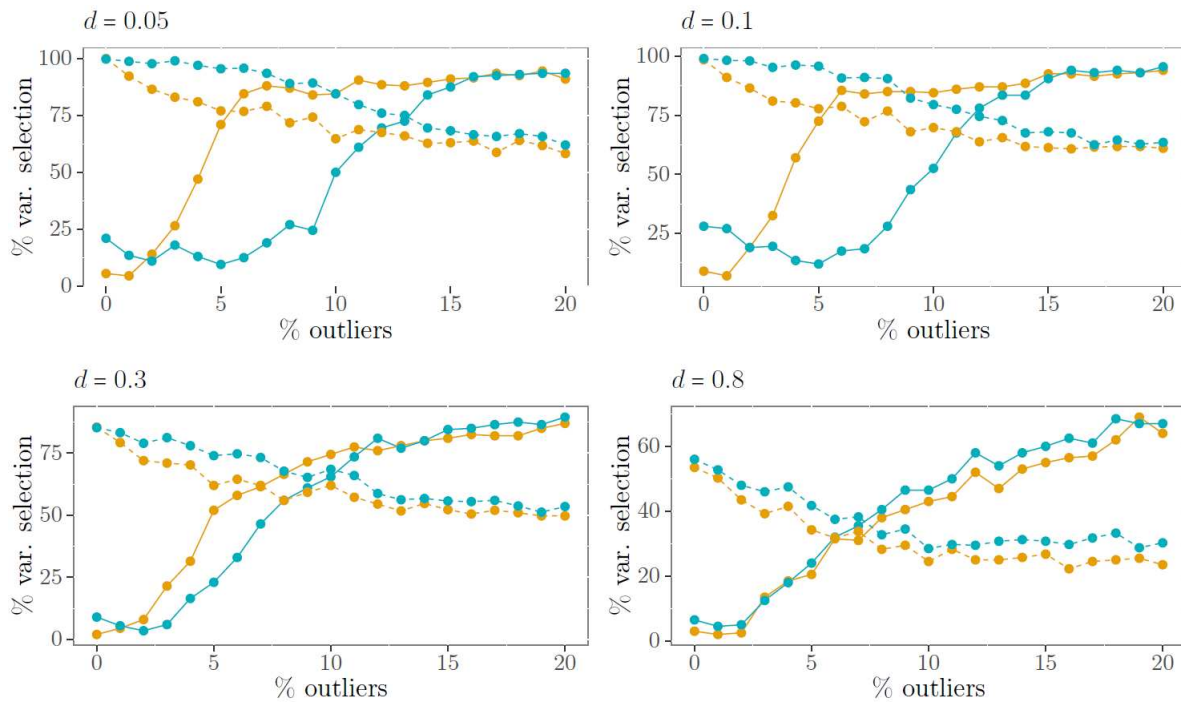 d = 0.05
% var. selection
100
75
50
25
0
0 5 10 15 20
% outliers
d = 0.1
% var. selection
100
75
50
25
0 5 10 15 20
% outliers
d = 0.3
% var. selection
75
50
25
0
0 5 10 15 20
% outliers
d = 0.8
% var. selection
60
40
20
0
0 5 10 15 20
% outliers